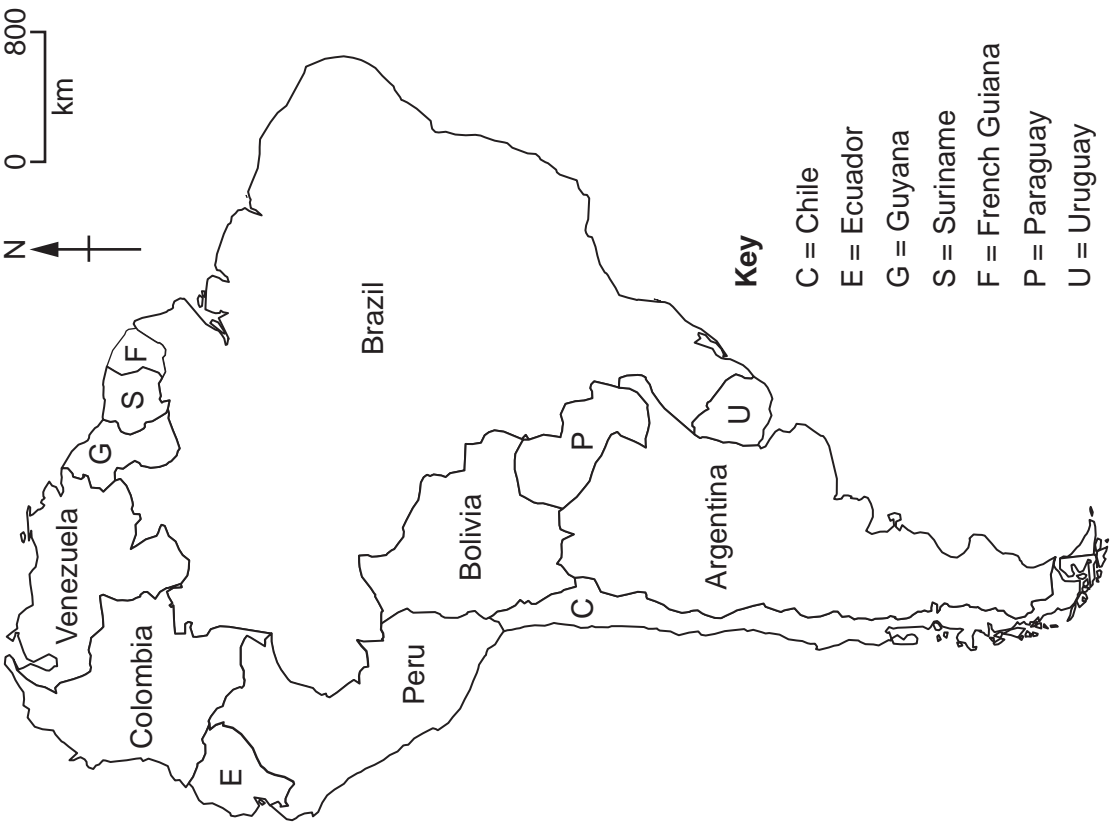 0 800
km
N
Venezuela
Colombia
G
S
F
E
Peru
Brazil
Bolivia
P
C
Argentina
U
Key
C = Chile
E = Ecuador
G = Guyana
S = Suriname
F = French Guiana
P = Paraguay
U = Uruguay